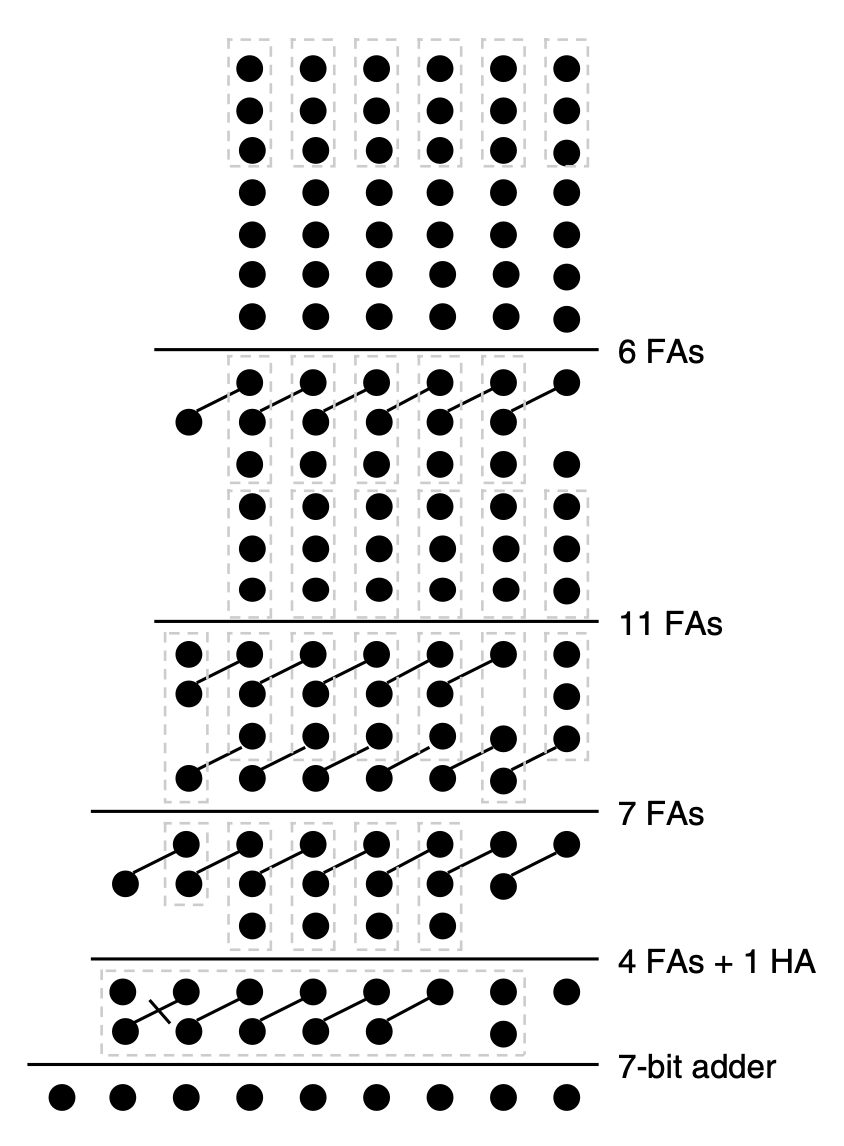 6 FAs
11 FAs
7 FAs
4 FAs + 1 HA
7-bit adder